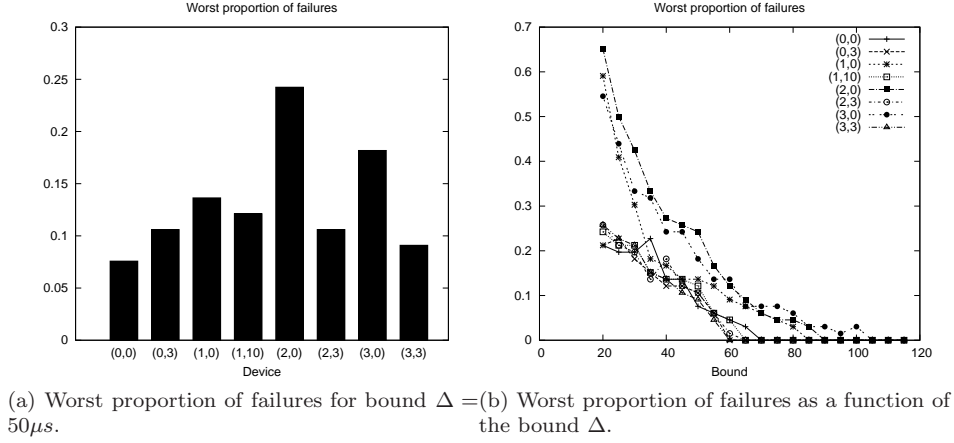 Worst proportion of failures
0.3
0.25
0.2
0.15
0.1
0.05
0
(0,0) (0,3) (1,0) (1,10) (2,0) (2,3) (3,0) (3,3)
Device
(a) Worst proportion of failures for bound Δ =
50μs.
Worst proportion of failures
0.7
0.6
0.5
0.4
0.3
0.2
0.1
0
(0,0)
(0,3)
(1,0)
(1,10)
(2,0)
(2,3)
(3,0)
(3,3)
0 20 40 60 80 100 120
Bound
(b) Worst proportion of failures as a function of
the bound Δ.